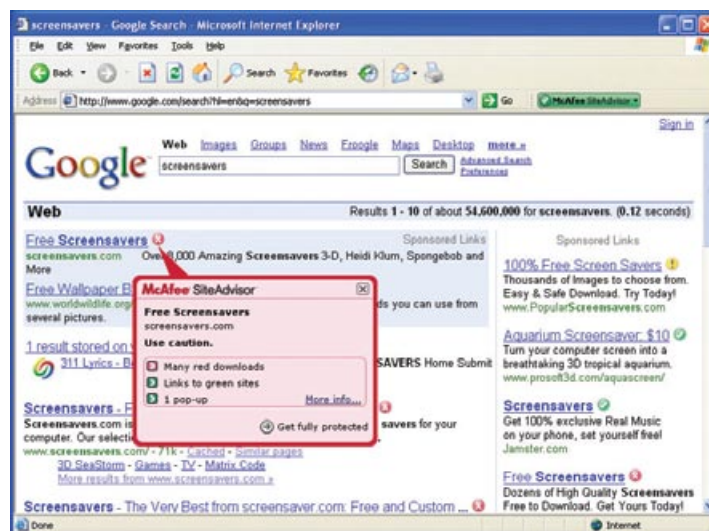 screensavers - Google Search - Microsoft Internet Explorer
File Edit View Favorites Tools Help
Back Search Favorites
Address http://www.google.com/search?hl=en&q=screensavers Go McAfee SiteAdvisor
Sign in
Google
Web Images Groups News Froogle Maps Desktop more »
screensavers Search Advanced Search
Preferences
Web Results 1 - 10 of about 54,600,000 for screensavers. (0.12 seconds)
Free Screensavers Sponsored Links
screensavers.com Over 8,000 Amazing Screensavers 3-D, Heidi Klum, Spongebob and
More
Free Wallpaper
www.worldwildlife.org ds you can use from
several pictures.
1 result stored on
311 Lyrics - SAVERS Home Submit
Screensavers -
Screensavers.com is savers for your
computer. Our
www.screensavers.com/ - 71k - Cached - Similar pages
3D SeaStorm - Games - TV - Matrix Code
More results from www.screensavers.com »
Screensavers - The Very Best from screensaver.com: Free and Custom ...
McAfee SiteAdvisor
Free Screensavers
screensavers.com
Use caution.
Many red downloads
Links to green sites
1 pop-up More info...
Get fully protected
Sponsored Links
100% Free Screen Savers
Thousands of Images to choose from.
Easy & Safe Download. Try Today!
www.PopularScreensavers.com
Aquarium Screensaver: $10
Turn your computer screen into a
breathtaking 3D tropical aquarium.
www.prosoft3d.com/aquascreen/
Screensavers
Get 100% exclusive Real Music
on your phone, set yourself free!
Jamster.com
Free Screensavers
Dozens of High Quality Screensavers
Free to Download. Get Yours Today!
Done Internet